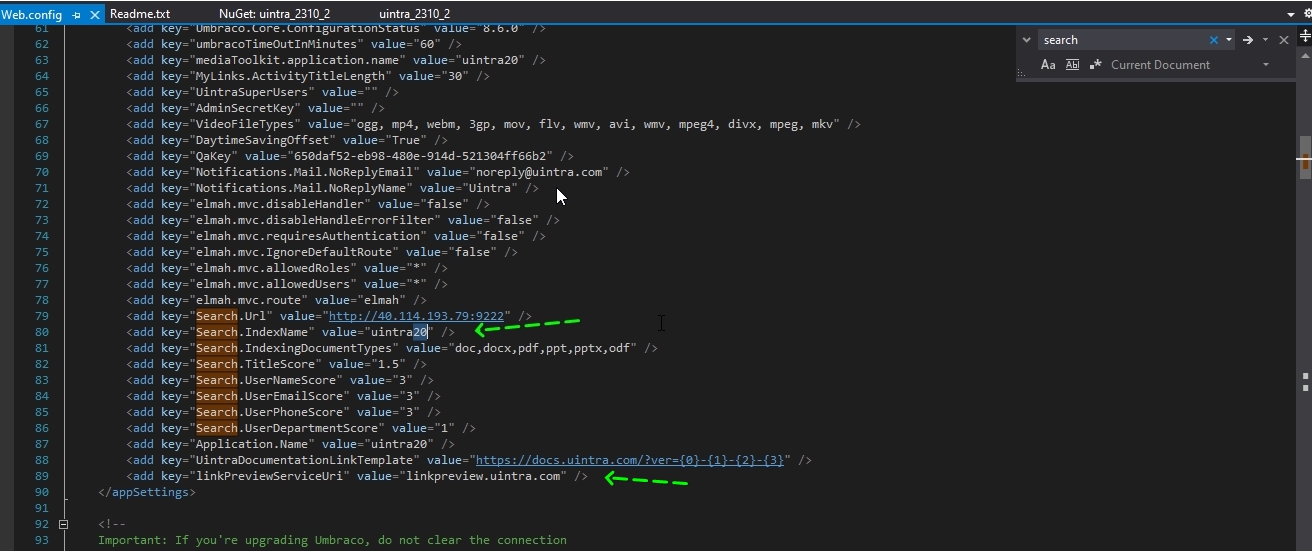 Web.config
Readme.txt
NuGet: uintra_2310_2
uintra_2310_2
search
Aa Ab Current Document
61 <add key="Umbraco.Core.ConfigurationStatus" value="8.6.0" />
62 <add key="umbracoTimeOutInMinutes" value="60" />
63 <add key="mediaToolkit.application.name" value="uintra20" />
64 <add key="MyLinks.ActivityTitleLength" value="30" />
65 <add key="UintraSuperUsers" value="" />
66 <add key="AdminSecretKey" value="" />
67 <add key="VideoFileTypes" value="ogg, mp4, webm, 3gp, mov, flv, wmv, avi, wmv, mpeg4, divx, mpeg, mkv" />
68 <add key="DaytimeSavingOffset" value="True" />
69 <add key="QaKey" value="650daf52-eb98-480e-914d-521304ff66b2" />
70 <add key="Notifications.Mail.NoReplyEmail" value="noreply@uintra.com" />
71 <add key="Notifications.Mail.NoReplyName" value="Uintra" />
72 <add key="elmah.mvc.disableHandler" value="false" />
73 <add key="elmah.mvc.disableHandleErrorFilter" value="false" />
74 <add key="elmah.mvc.requiresAuthentication" value="false" />
75 <add key="elmah.mvc.IgnoreDefaultRoute" value="false" />
76 <add key="elmah.mvc.allowedRoles" value="*" />
77 <add key="elmah.mvc.allowedUsers" value="*" />
78 <add key="elmah.mvc.route" value="elmah" />
79 <add key="Search.Url" value="http://40.114.193.79:9222" />
80 <add key="Search.IndexName" value="uintra20" />
81 <add key="Search.IndexingDocumentTypes" value="doc,docx,pdf,ppt,pptx,odf" />
82 <add key="Search.TitleScore" value="1.5" />
83 <add key="Search.UserNameScore" value="3" />
84 <add key="Search.UserEmailScore" value="3" />
85 <add key="Search.UserPhoneScore" value="3" />
86 <add key="Search.UserDepartmentScore" value="1" />
87 <add key="Application.Name" value="uintra20" />
88 <add key="UintraDocumentationLinkTemplate" value="https://docs.uintra.com/?ver={0}-{1}-{2}-{3}" />
89 <add key="linkPreviewServiceUri" value="linkpreview.uintra.com" />
90 </appSettings>
91
92 <!--
93 Important: If you're upgrading Umbraco, do not clear the connection